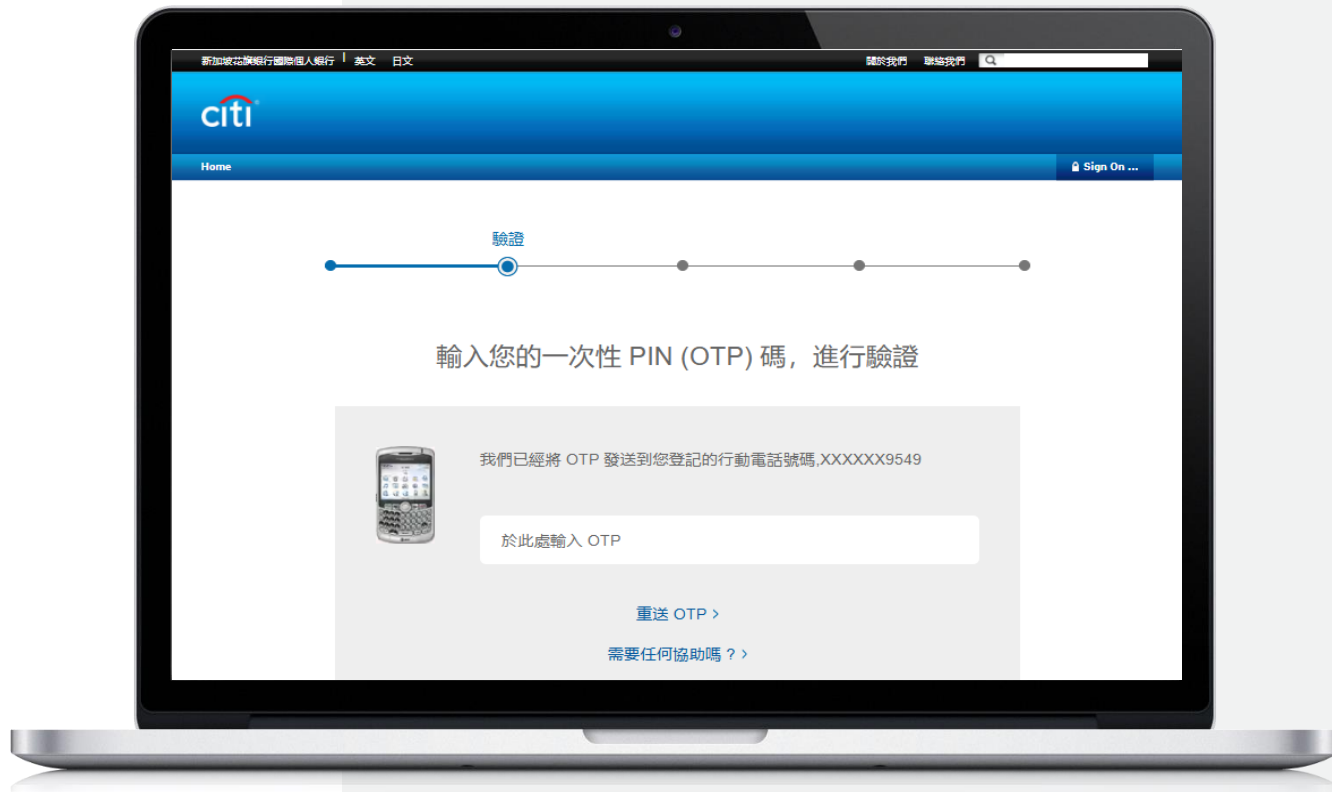 新加坡花旗銀行國際個人銀行 | 英文 日文 關於我們 聯絡我們
citi
Home Sign On ...
驗證
輸入您的一次性 PIN (OTP) 碼，進行驗證
我們已經將 OTP 發送到您登記的行動電話號碼,XXXXXX9549
於此處輸入 OTP
重送 OTP >
需要任何協助嗎 ? >